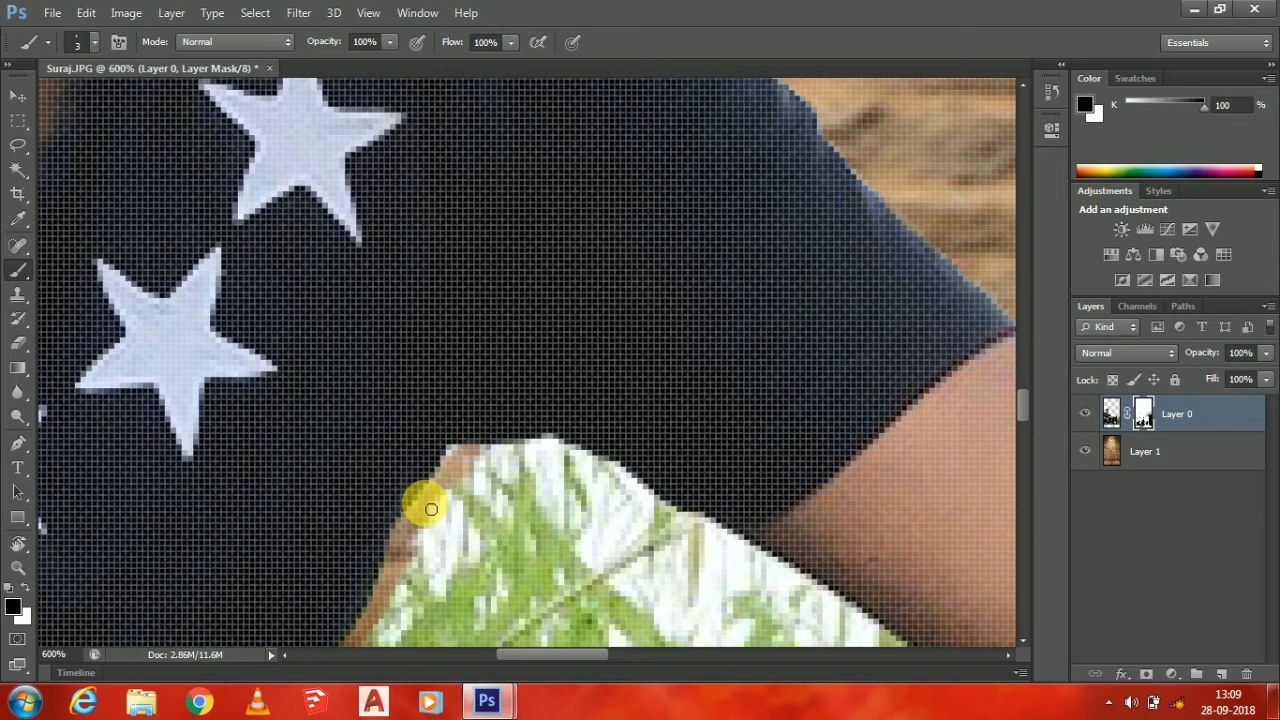 Ps File Edit Image Layer Type Select Filter 3D View Window Help
3 Mode: Normal Opacity: 100% Flow: 100% Essentials
Suraj.JPG @ 600% (Layer 0, Layer Mask/8) * ×
Color Swatches
K 100 %
Adjustments Styles
Add an adjustment
Layers Channels Paths
Kind
Normal Opacity: 100%
Lock: Fill: 100%
Layer 0
Layer 1
600% Doc: 2.86M/11.6M
Timeline
13:09
28-09-2018